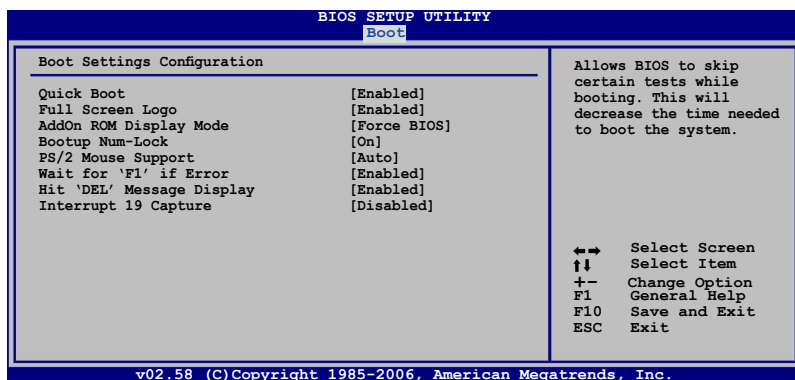 BIOS SETUP UTILITY
Boot
Boot Settings Configuration
Quick Boot [Enabled]
Full Screen Logo [Enabled]
AddOn ROM Display Mode [Force BIOS]
Bootup Num-Lock [On]
PS/2 Mouse Support [Auto]
Wait for ‘F1’ if Error [Enabled]
Hit ‘DEL’ Message Display [Enabled]
Interrupt 19 Capture [Disabled]
Allows BIOS to skip
certain tests while
booting. This will
decrease the time needed
to boot the system.
←→ Select Screen
↑↓ Select Item
+- Change Option
F1 General Help
F10 Save and Exit
ESC Exit
v02.58 (C)Copyright 1985-2006, American Megatrends, Inc.